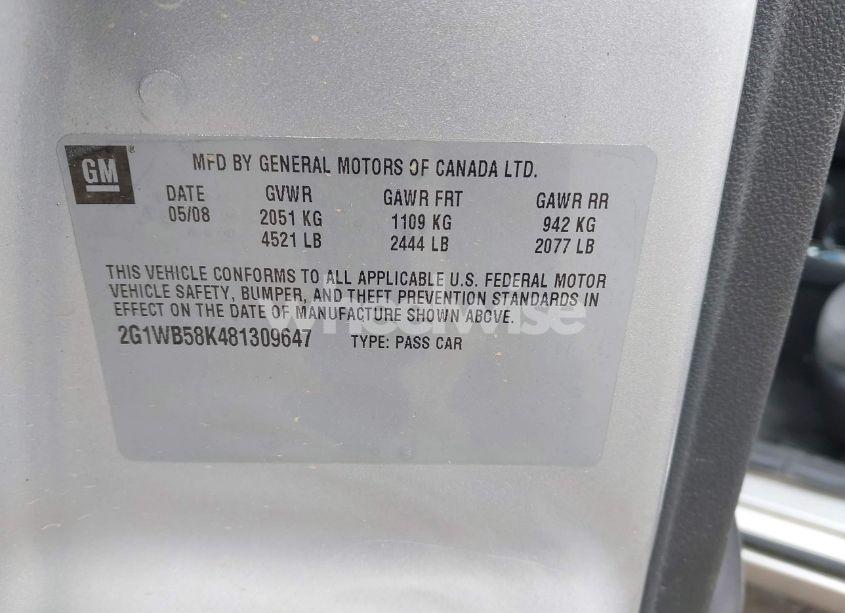 GM
MFD BY GENERAL MOTORS OF CANADA LTD.
DATE GVWR GAWR FRT GAWR RR
05/08 2051 KG 1109 KG 942 KG
4521 LB 2444 LB 2077 LB
THIS VEHICLE CONFORMS TO ALL APPLICABLE U.S. FEDERAL MOTOR
VEHICLE SAFETY, BUMPER, AND THEFT PREVENTION STANDARDS IN
EFFECT ON THE DATE OF MANUFACTURE SHOWN ABOVE.
2G1WB58K481309647 TYPE: PASS CAR
wheelwise